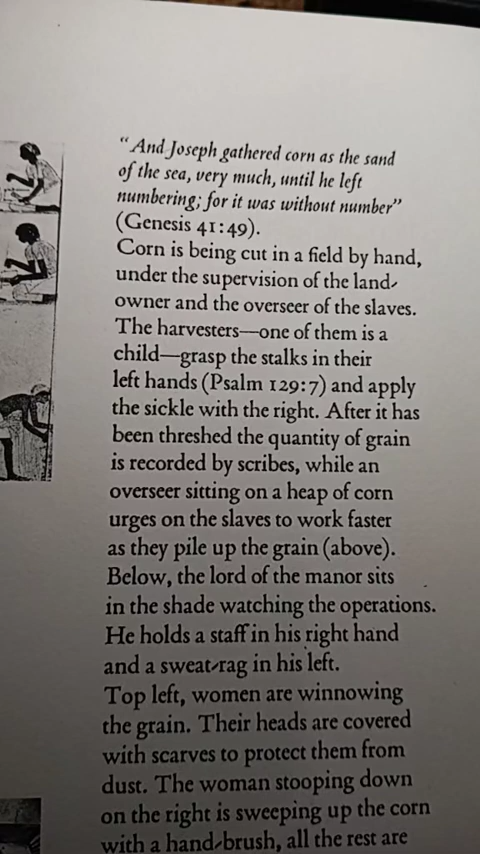 “And Joseph gathered corn as the sand
of the sea, very much, until he left
numbering; for it was without number”
(Genesis 41:49).
Corn is being cut in a field by hand,
under the supervision of the land-
owner and the overseer of the slaves.
The harvesters—one of them is a
child—grasp the stalks in their
left hands (Psalm 129:7) and apply
the sickle with the right. After it has
been threshed the quantity of grain
is recorded by scribes, while an
overseer sitting on a heap of corn
urges on the slaves to work faster
as they pile up the grain (above).
Below, the lord of the manor sits
in the shade watching the operations.
He holds a staff in his right hand
and a sweat-rag in his left.
Top left, women are winnowing
the grain. Their heads are covered
with scarves to protect them from
dust. The woman stooping down
on the right is sweeping up the corn
with a hand-brush, all the rest are